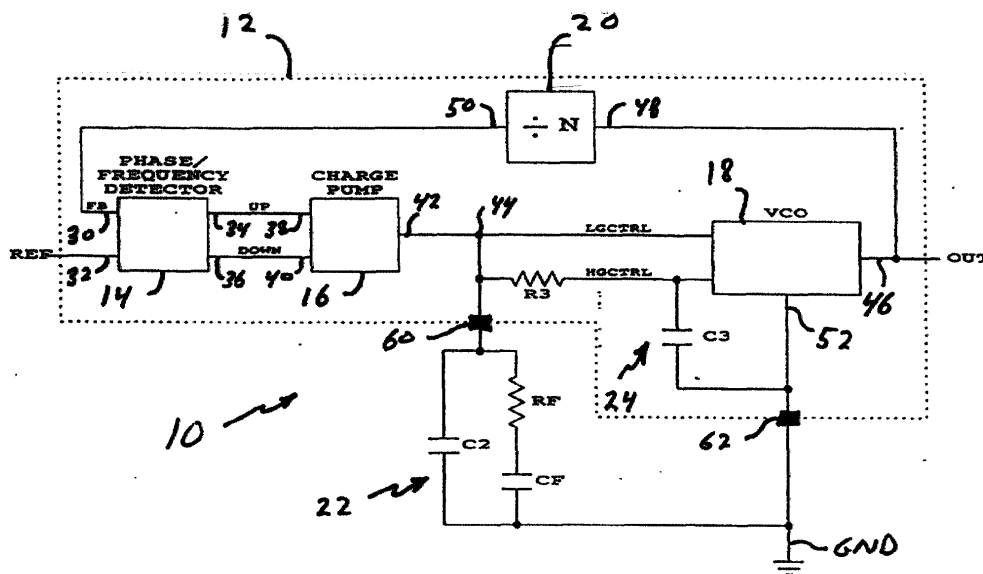 12
20
50
÷ N
48
PHASE/
FREQUENCY
DETECTOR
CHARGE
PUMP
18
VCO
FB
UP
42
44
30
34
38
LGCTRL
REF
DOWN
OUT
32
14
36
40
16
R3
HGCTRL
46
60
C3
52
24
10
RF
62
C2
22
CF
GND